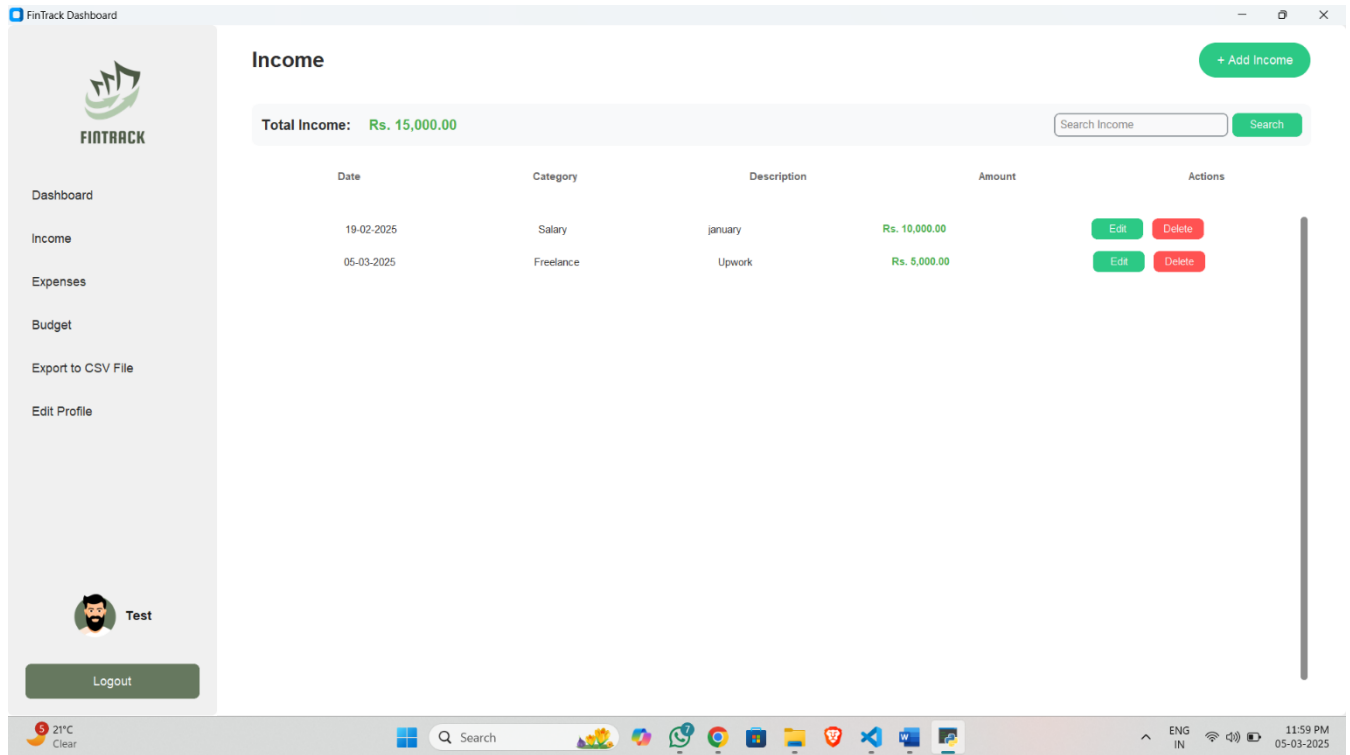 FinTrack Dashboard
FINTRACK
Dashboard
Income
Expenses
Budget
Export to CSV File
Edit Profile
Test
Logout
Income
+ Add Income
Total Income: Rs. 15,000.00
Search Income
Search
Date Category Description Amount Actions
19-02-2025 Salary january Rs. 10,000.00 Edit Delete
05-03-2025 Freelance Upwork Rs. 5,000.00 Edit Delete
5
21°C
Clear
Search
7
W
ENG
IN
11:59 PM
05-03-2025